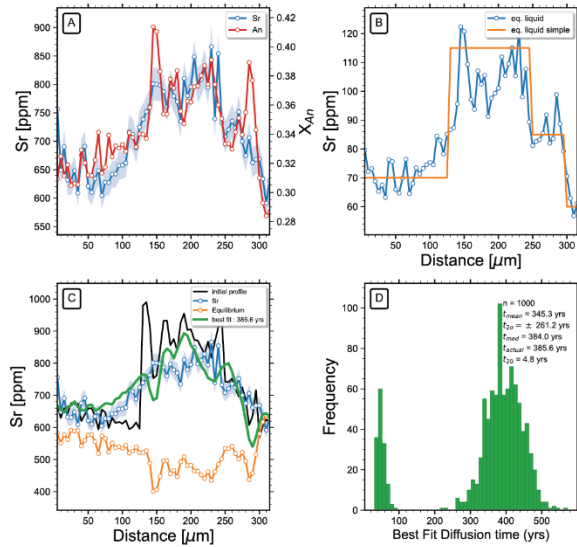 A
Sr
An
Sr [ppm]
900
850
800
750
700
650
600
550
0.42
0.40
0.38
0.36
0.34
0.32
0.30
0.28
X_An
50 100 150 200 250 300
Distance [μm]
B
eq. liquid
eq. liquid simple
Sr [ppm]
120
110
100
90
80
70
60
50 100 150 200 250 300
Distance [μm]
C
initial profile
Sr
Equilibrium
best fit : 385.6 yrs
Sr [ppm]
1000
900
800
700
600
500
400
50 100 150 200 250 300
Distance [μm]
D
n = 1000
t_mean = 345.3 yrs
t_2σ = ± 261.2 yrs
t_med = 384.0 yrs
t_actual = 385.6 yrs
t_20 = 4.8 yrs
Frequency
100
80
60
40
20
0
100 200 300 400 500 600
Best Fit Diffusion time (yrs)